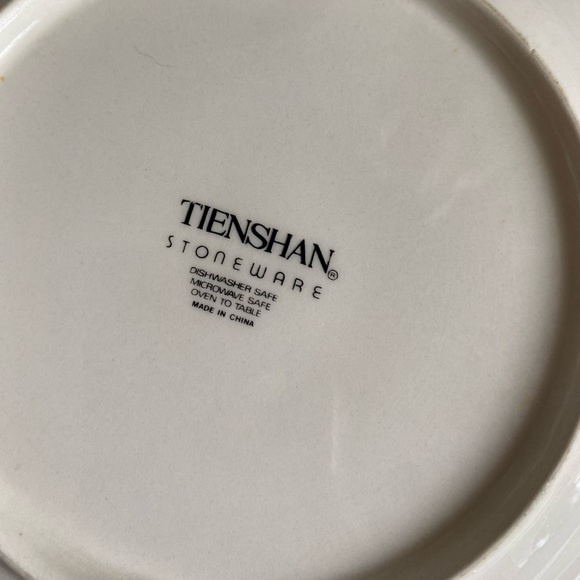 TIENSHAN®
STONEWARE
DISHWASHER SAFE
MICROWAVE SAFE
OVEN TO TABLE
MADE IN CHINA